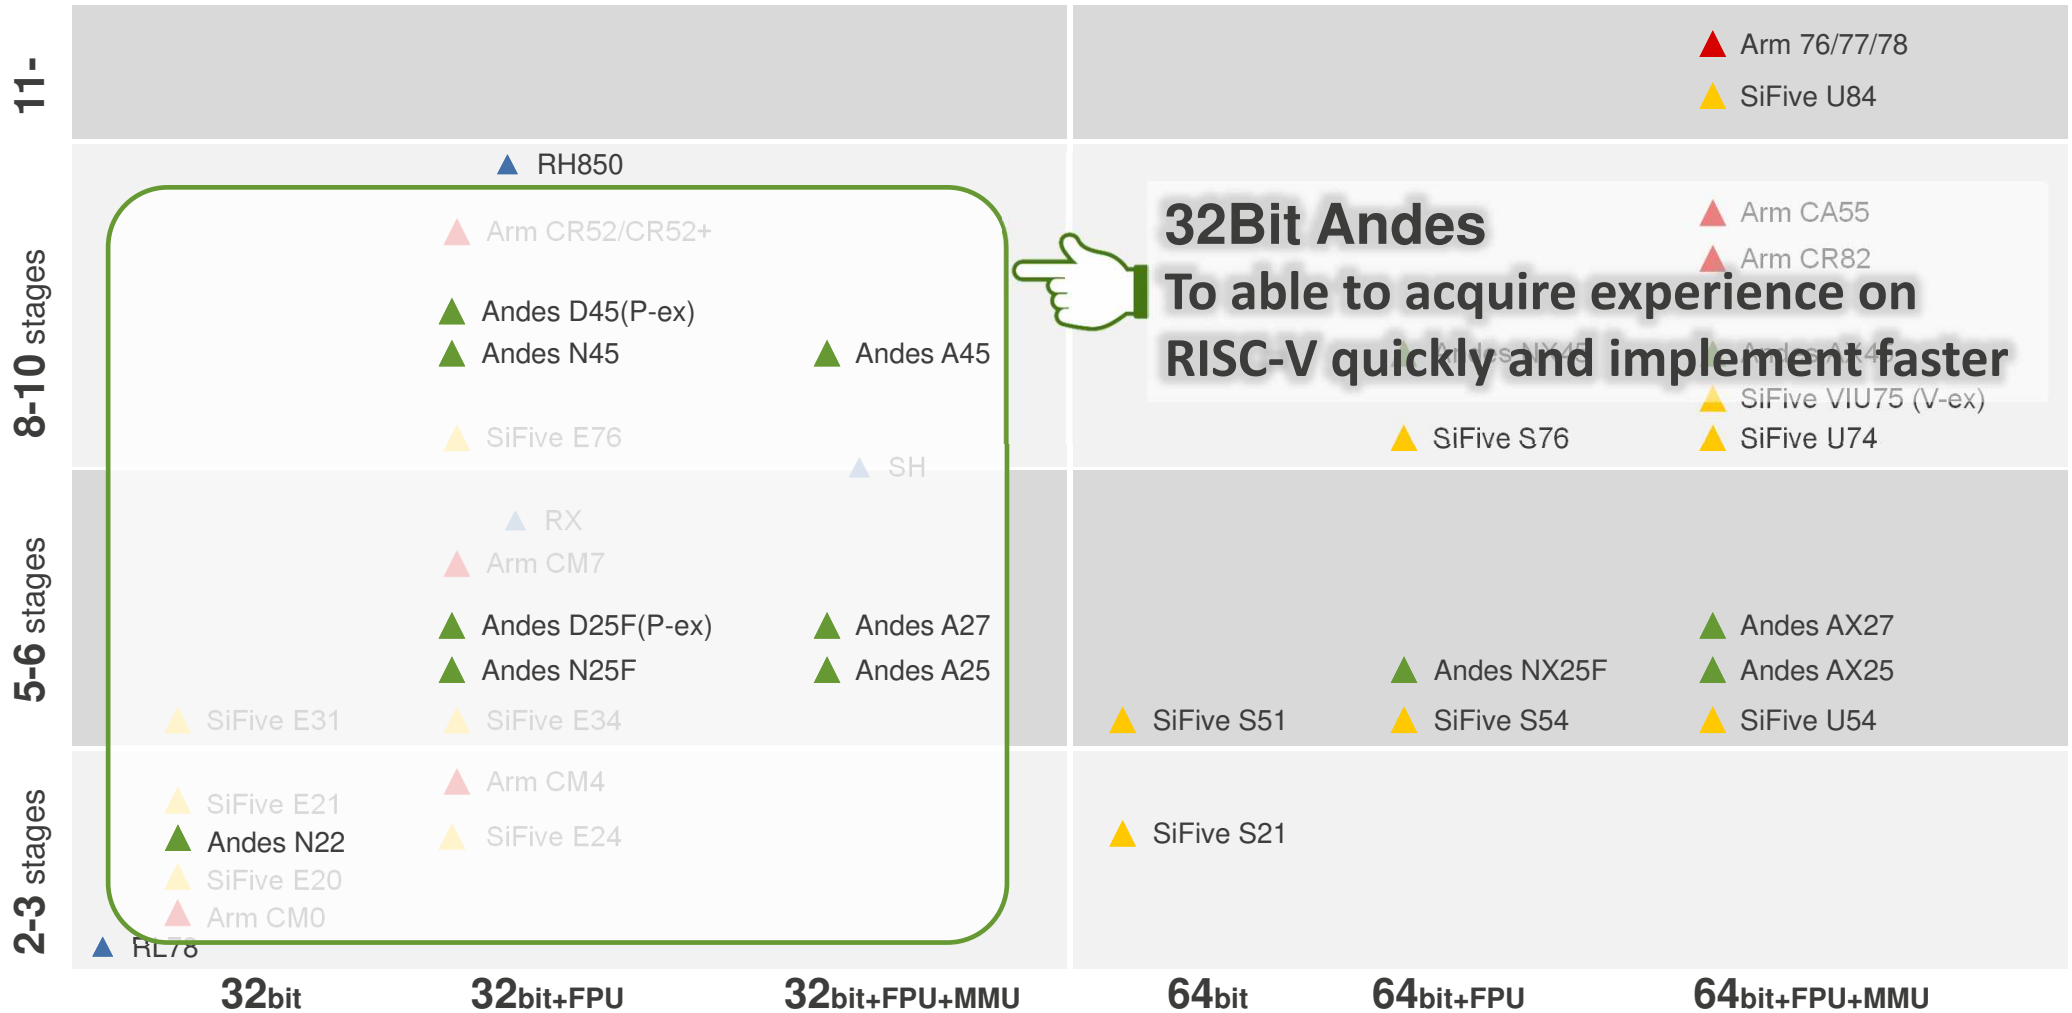 11-
Arm 76/77/78
SiFive U84
8-10 stages
RH850
Arm CR52/CR52+
Andes D45(P-ex)
Andes N45
Andes A45
SiFive E76
SH
32Bit Andes
To able to acquire experience on
RISC-V quickly and implement faster
Arm CA55
Arm CR82
Andes NX45
Andes AX45
SiFive VIU75 (V-ex)
SiFive S76
SiFive U74
5-6 stages
RX
Arm CM7
Andes D25F(P-ex)
Andes A27
Andes N25F
Andes A25
SiFive E31
SiFive E34
Andes AX27
Andes NX25F
Andes AX25
SiFive S51
SiFive S54
SiFive U54
2-3 stages
Arm CM4
SiFive E21
Andes N22
SiFive E24
SiFive E20
Arm CM0
RL78
SiFive S21
32bit
32bit+FPU
32bit+FPU+MMU
64bit
64bit+FPU
64bit+FPU+MMU